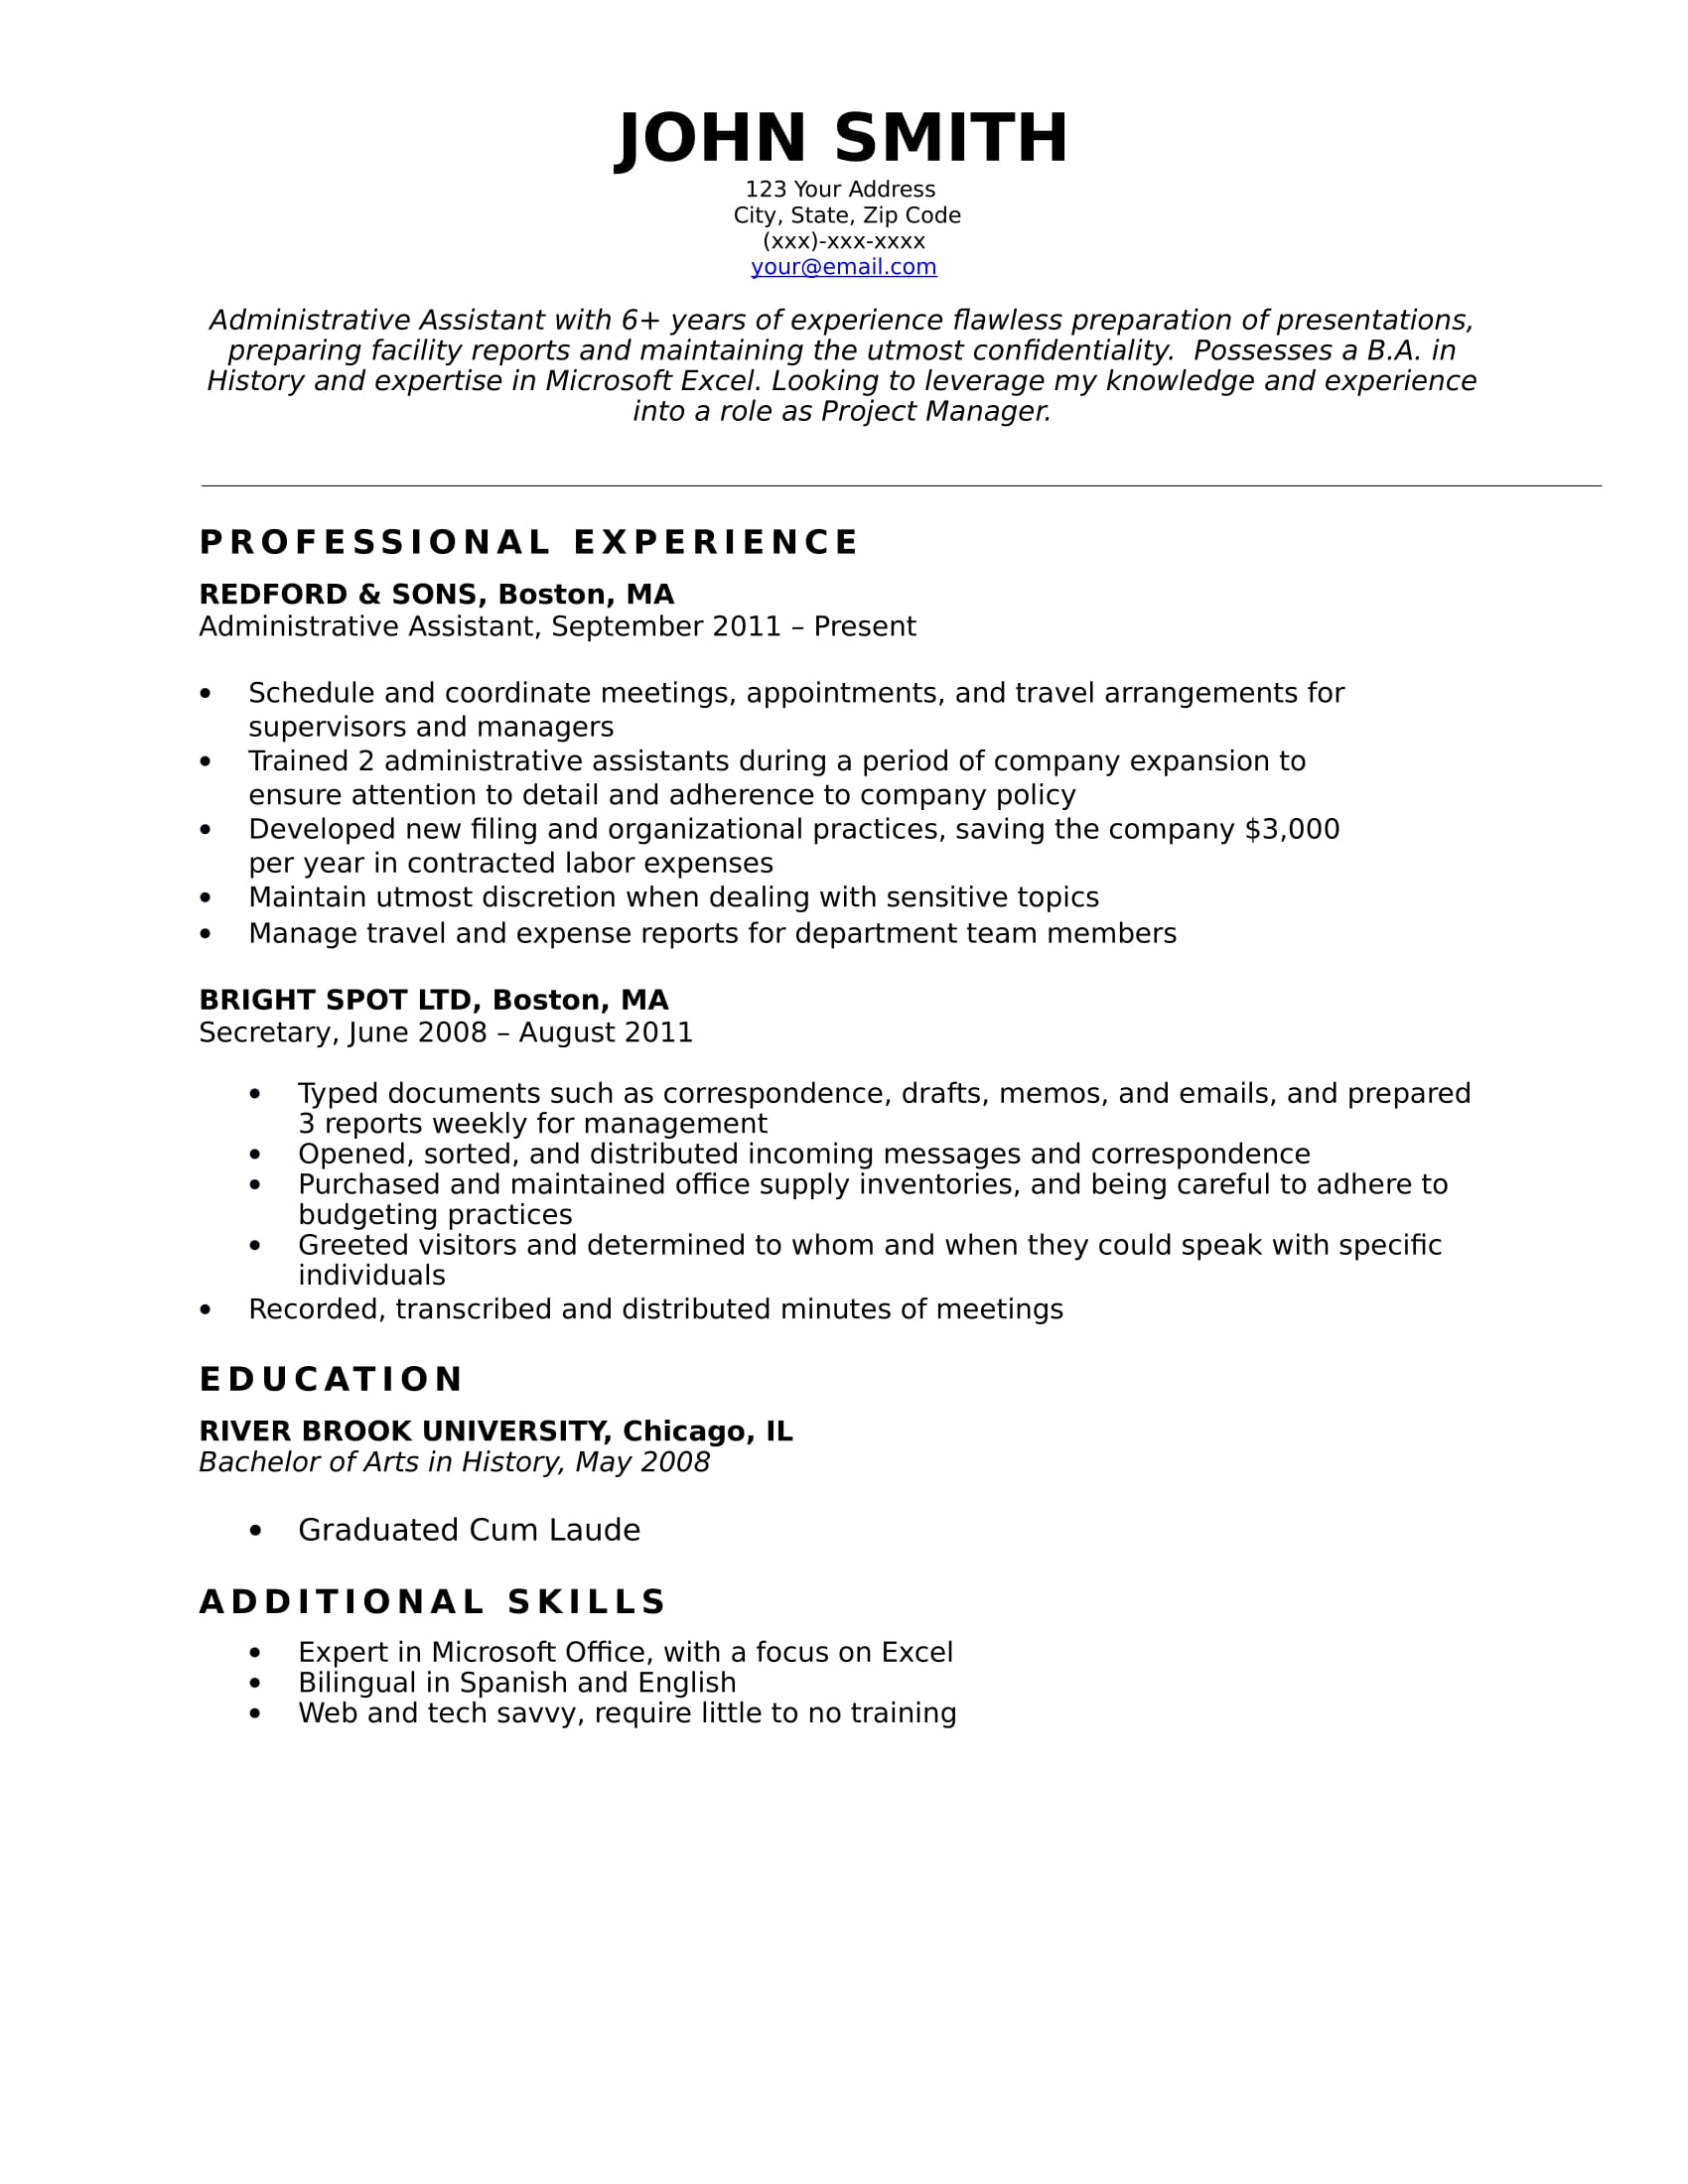 JOHN SMITH
123 Your Address
City, State, Zip Code
(xxx)-xxx-xxxx
your@email.com
Administrative Assistant with 6+ years of experience flawless preparation of presentations,
preparing facility reports and maintaining the utmost confidentiality.  Possesses a B.A. in
History and expertise in Microsoft Excel. Looking to leverage my knowledge and experience
into a role as Project Manager.
PROFESSIONAL EXPERIENCE
REDFORD & SONS, Boston, MA
Administrative Assistant, September 2011 – Present
• Schedule and coordinate meetings, appointments, and travel arrangements for
supervisors and managers
• Trained 2 administrative assistants during a period of company expansion to
ensure attention to detail and adherence to company policy
• Developed new filing and organizational practices, saving the company $3,000
per year in contracted labor expenses
• Maintain utmost discretion when dealing with sensitive topics
• Manage travel and expense reports for department team members
BRIGHT SPOT LTD, Boston, MA
Secretary, June 2008 – August 2011
• Typed documents such as correspondence, drafts, memos, and emails, and prepared
3 reports weekly for management
• Opened, sorted, and distributed incoming messages and correspondence
• Purchased and maintained office supply inventories, and being careful to adhere to
budgeting practices
• Greeted visitors and determined to whom and when they could speak with specific
individuals
• Recorded, transcribed and distributed minutes of meetings
EDUCATION
RIVER BROOK UNIVERSITY, Chicago, IL
Bachelor of Arts in History, May 2008
• Graduated Cum Laude
ADDITIONAL SKILLS
• Expert in Microsoft Office, with a focus on Excel
• Bilingual in Spanish and English
• Web and tech savvy, require little to no training